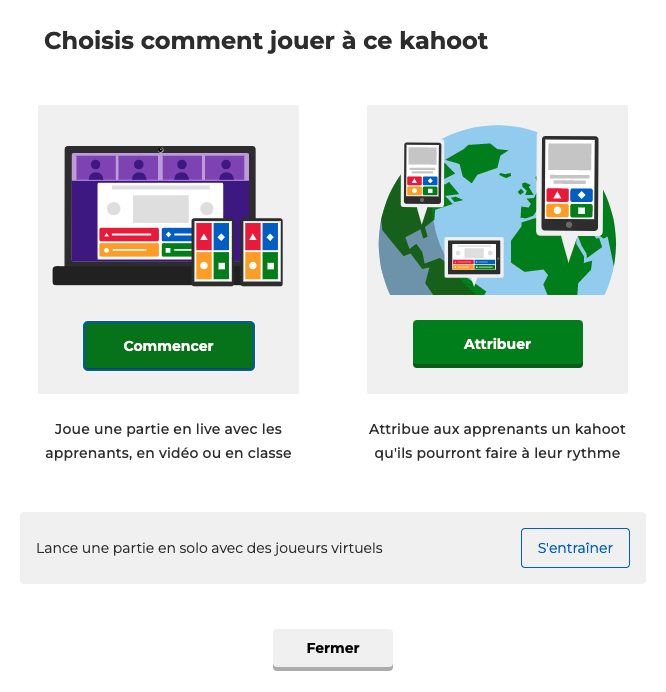 Choisis comment jouer à ce kahoot
Commencer
Joue une partie en live avec les
apprenants, en vidéo ou en classe
Attribuer
Attribue aux apprenants un kahoot
qu'ils pourront faire à leur rythme
Lance une partie en solo avec des joueurs virtuels
S'entraîner
Fermer